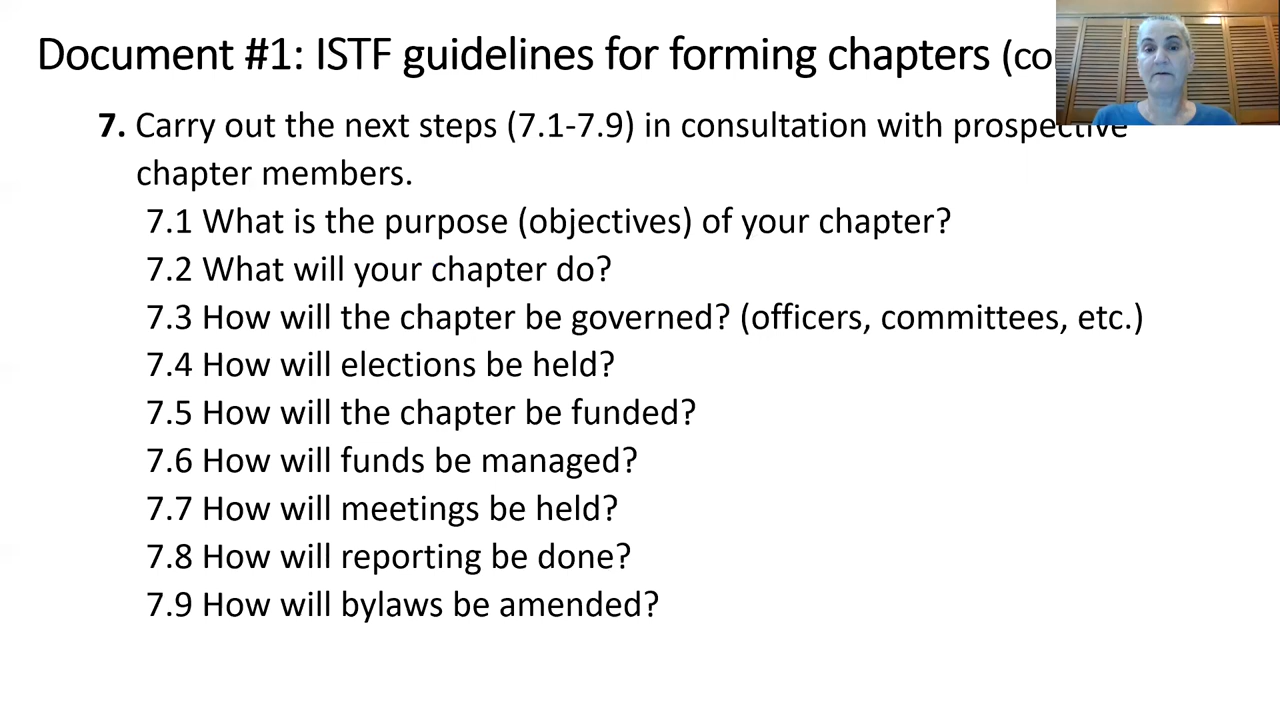 Document #1: ISTF guidelines for forming chapters (co
7. Carry out the next steps (7.1-7.9) in consultation with prospective
chapter members.
7.1 What is the purpose (objectives) of your chapter?
7.2 What will your chapter do?
7.3 How will the chapter be governed? (officers, committees, etc.)
7.4 How will elections be held?
7.5 How will the chapter be funded?
7.6 How will funds be managed?
7.7 How will meetings be held?
7.8 How will reporting be done?
7.9 How will bylaws be amended?